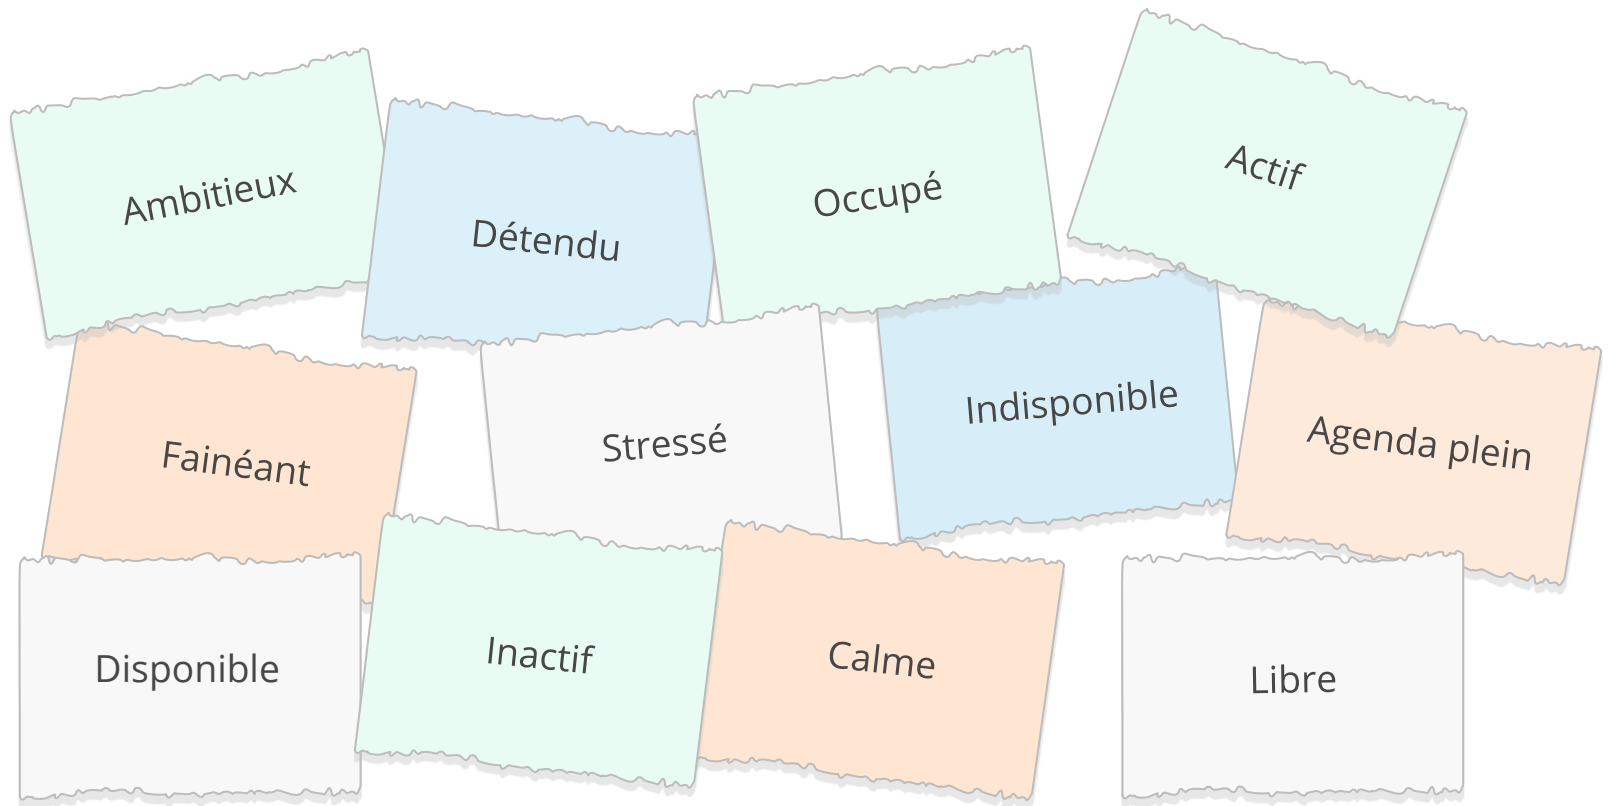 Ambitieux
Détendu
Occupé
Actif
Fainéant
Stressé
Indisponible
Agenda plein
Disponible
Inactif
Calme
Libre